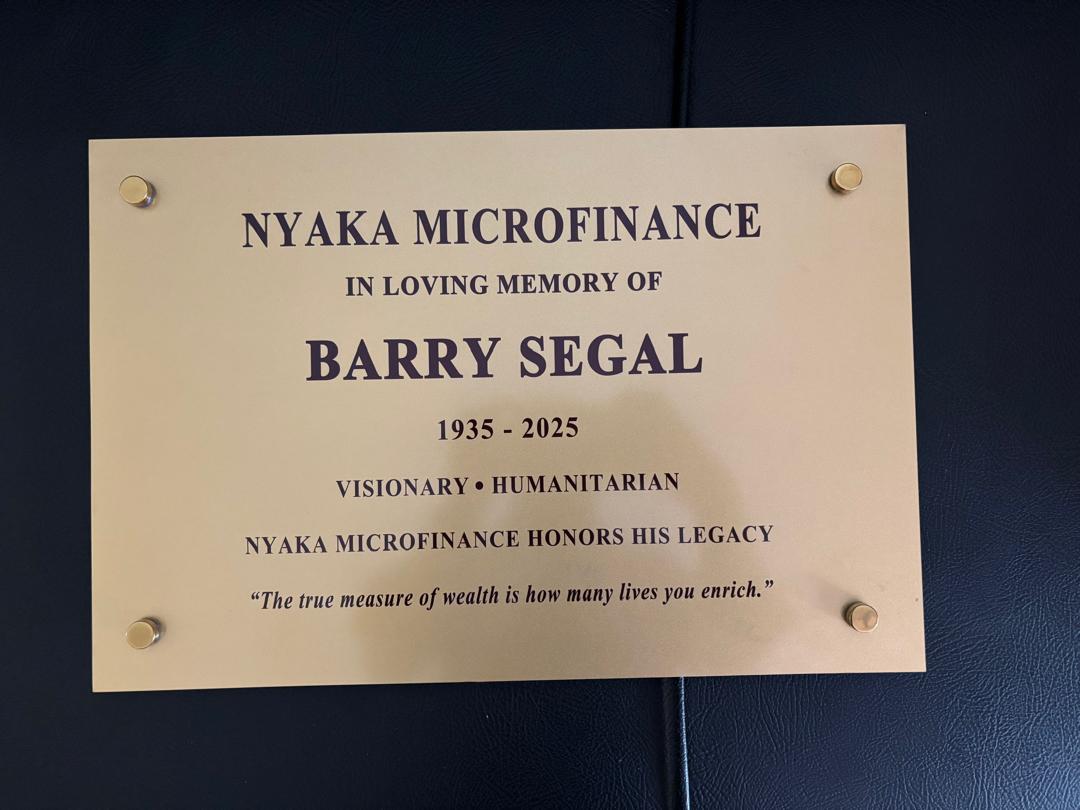 NYAKA MICROFINANCE
IN LOVING MEMORY OF
BARRY SEGAL
1935 - 2025
VISIONARY • HUMANITARIAN
NYAKA MICROFINANCE HONORS HIS LEGACY
“The true measure of wealth is how many lives you enrich.”